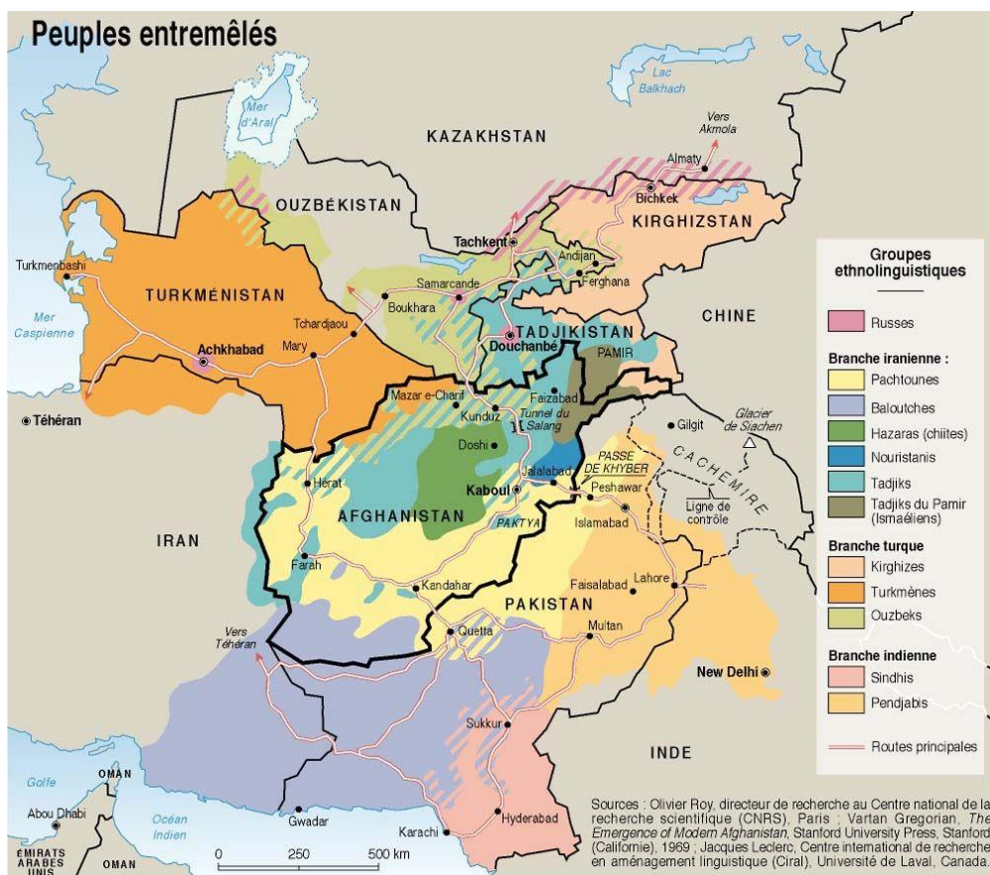 Peuples entremêlés
Lac
Balkhach
Mer
d'Aral
KAZAKHSTAN
Vers
Akmola
Almaty
Bichkek
OUZBÉKISTAN
KIRGHIZSTAN
Tachkent
Andijan
Ferghana
Turkmenbashi
TURKMÉNISTAN
Samarcande
Boukhara
CHINE
Mer
Caspienne
Tchardjaou
TADJIKISTAN
Douchanbé
Achkhabad
Mary
PAMIR
Téhéran
Mazar e-Charif
Faizabad
Kunduz
Tunnel du
Salang
Gilgit
Glacier
de Siachen
Doshi
CACHEMIRE
Hérat
Jalalabad
PASSE
DE KHYBER
Kaboul
Peshawar
Ligne de
contrôle
AFGHANISTAN
PAKTYA
Islamabad
IRAN
Farah
Kandahar
Faisalabad
Lahore
PAKISTAN
Vers
Téhéran
Quetta
Multan
New Delhi
Sukkur
INDE
Golfe
OMAN
Abou Dhabi
Océan
Indien
Gwadar
Hyderabad
Karachi
ÉMIRATS
ARABES
UNIS
OMAN
0 250 500 km
Groupes
ethnolinguistiques
Russes
Branche iranienne :
Pachtounes
Baloutches
Hazaras (chiites)
Nouristanis
Tadjiks
Tadjiks du Pamir
(Ismaéliens)
Branche turque
Kirghizes
Turkmènes
Ouzbeks
Branche indienne
Sindhis
Pendjabis
Routes principales
Sources : Olivier Roy, directeur de recherche au Centre national de la
recherche scientifique (CNRS), Paris ; Vartan Gregorian, The
Emergence of Modern Afghanistan, Stanford University Press, Stanford
(Californie), 1969 ; Jacques Leclerc, Centre international de recherche
en aménagement linguistique (Ciral), Université de Laval, Canada.